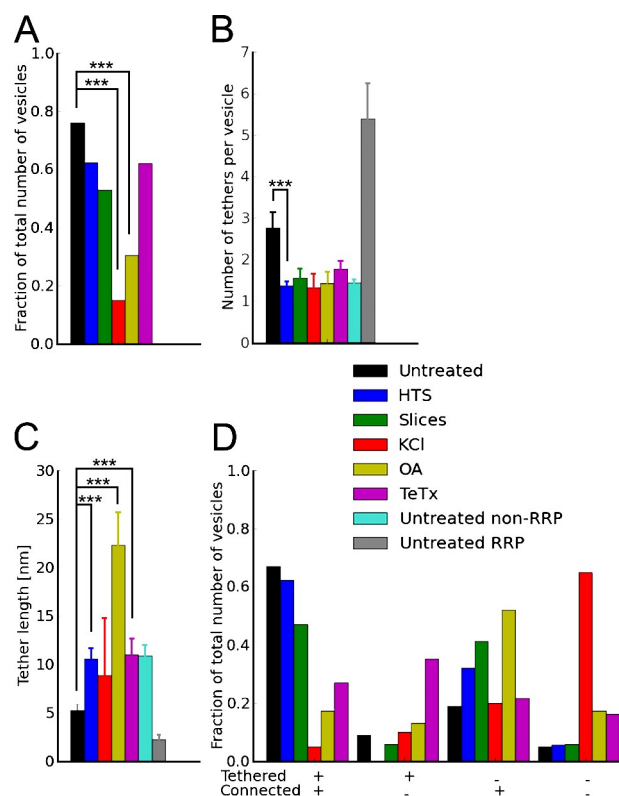 A
Fraction of total number of vesicles
1.0
0.8
0.6
0.4
0.2
0.0
***
***
B
Number of tethers per vesicle
7
6
5
4
3
2
1
0
***
Untreated
HTS
Slices
KCl
OA
TeTx
Untreated non-RRP
Untreated RRP
C
Tether length [nm]
30
25
20
15
10
5
0
***
***
***
D
Fraction of total number of vesicles
1.0
0.8
0.6
0.4
0.2
0.0
Tethered + + - -
Connected + - + -